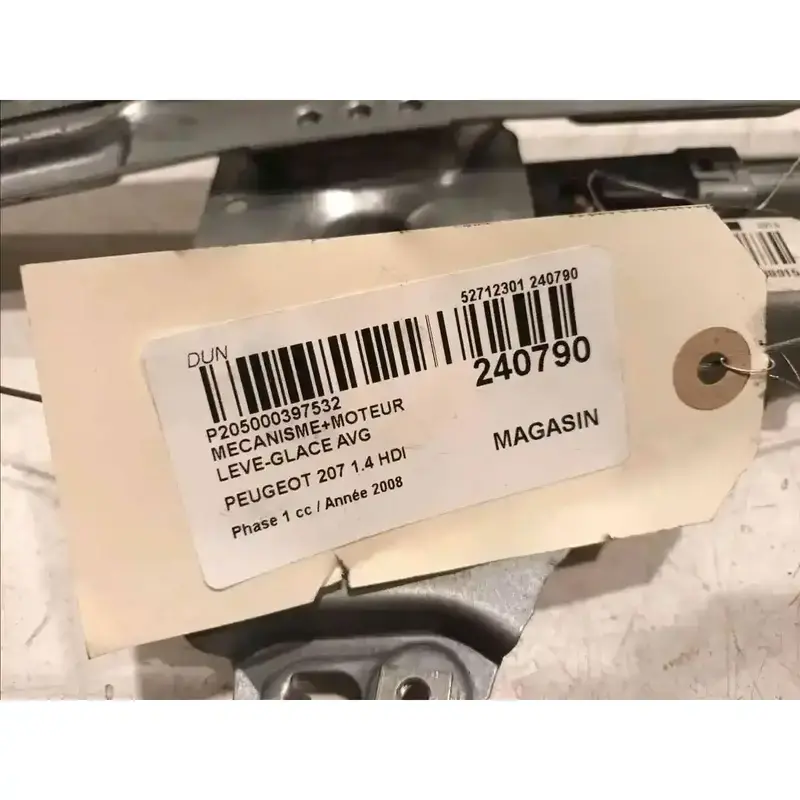 DUN
52712301 240790
240790
P205000397532
MECANISME+MOTEUR
LEVE-GLACE AVG
MAGASIN
PEUGEOT 207 1.4 HDI
Phase 1 cc / Année 2008